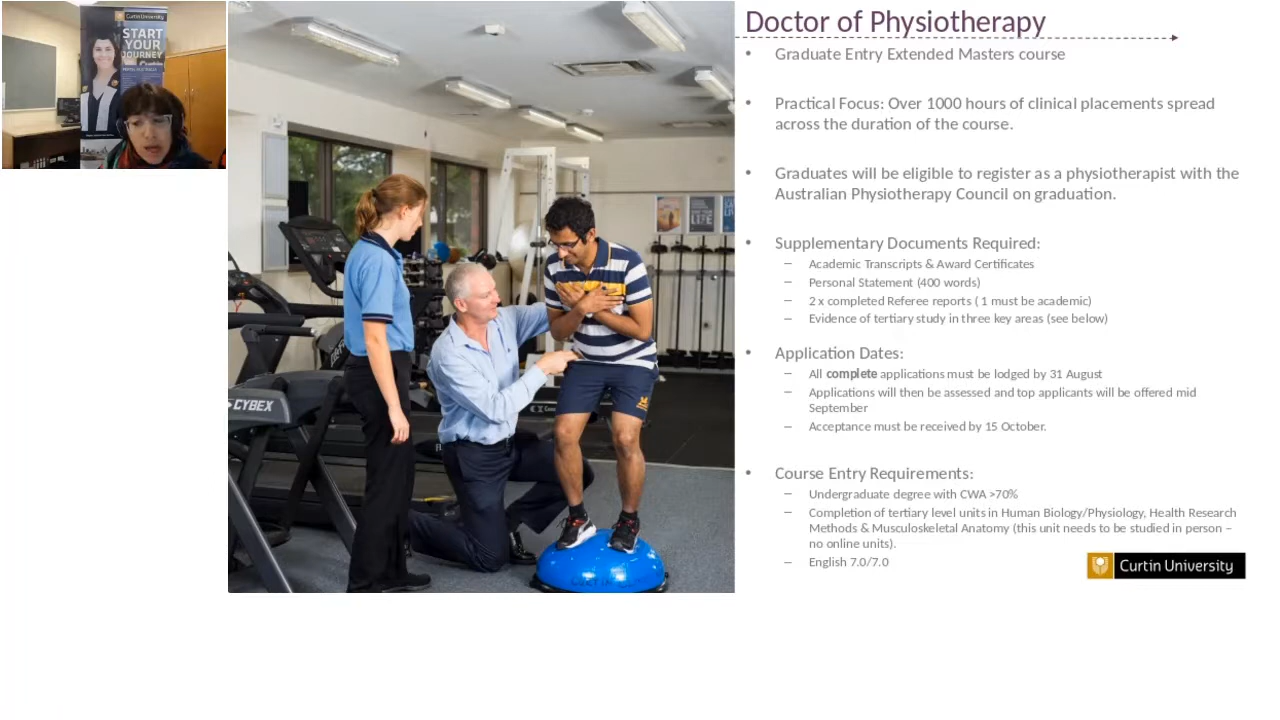 Curtin University
START
YOUR
JOURNEY
Doctor of Physiotherapy
• Graduate Entry Extended Masters course
• Practical Focus: Over 1000 hours of clinical placements spread
across the duration of the course.
• Graduates will be eligible to register as a physiotherapist with the
Australian Physiotherapy Council on graduation.
• Supplementary Documents Required:
– Academic Transcripts & Award Certificates
– Personal Statement (400 words)
– 2 x completed Referee reports ( 1 must be academic)
– Evidence of tertiary study in three key areas (see below)
• Application Dates:
– All complete applications must be lodged by 31 August
– Applications will then be assessed and top applicants will be offered mid
September
– Acceptance must be received by 15 October.
• Course Entry Requirements:
– Undergraduate degree with CWA >70%
– Completion of tertiary level units in Human Biology/Physiology, Health Research
Methods & Musculoskeletal Anatomy (this unit needs to be studied in person –
no online units).
– English 7.0/7.0
CYBEX
Curtin University